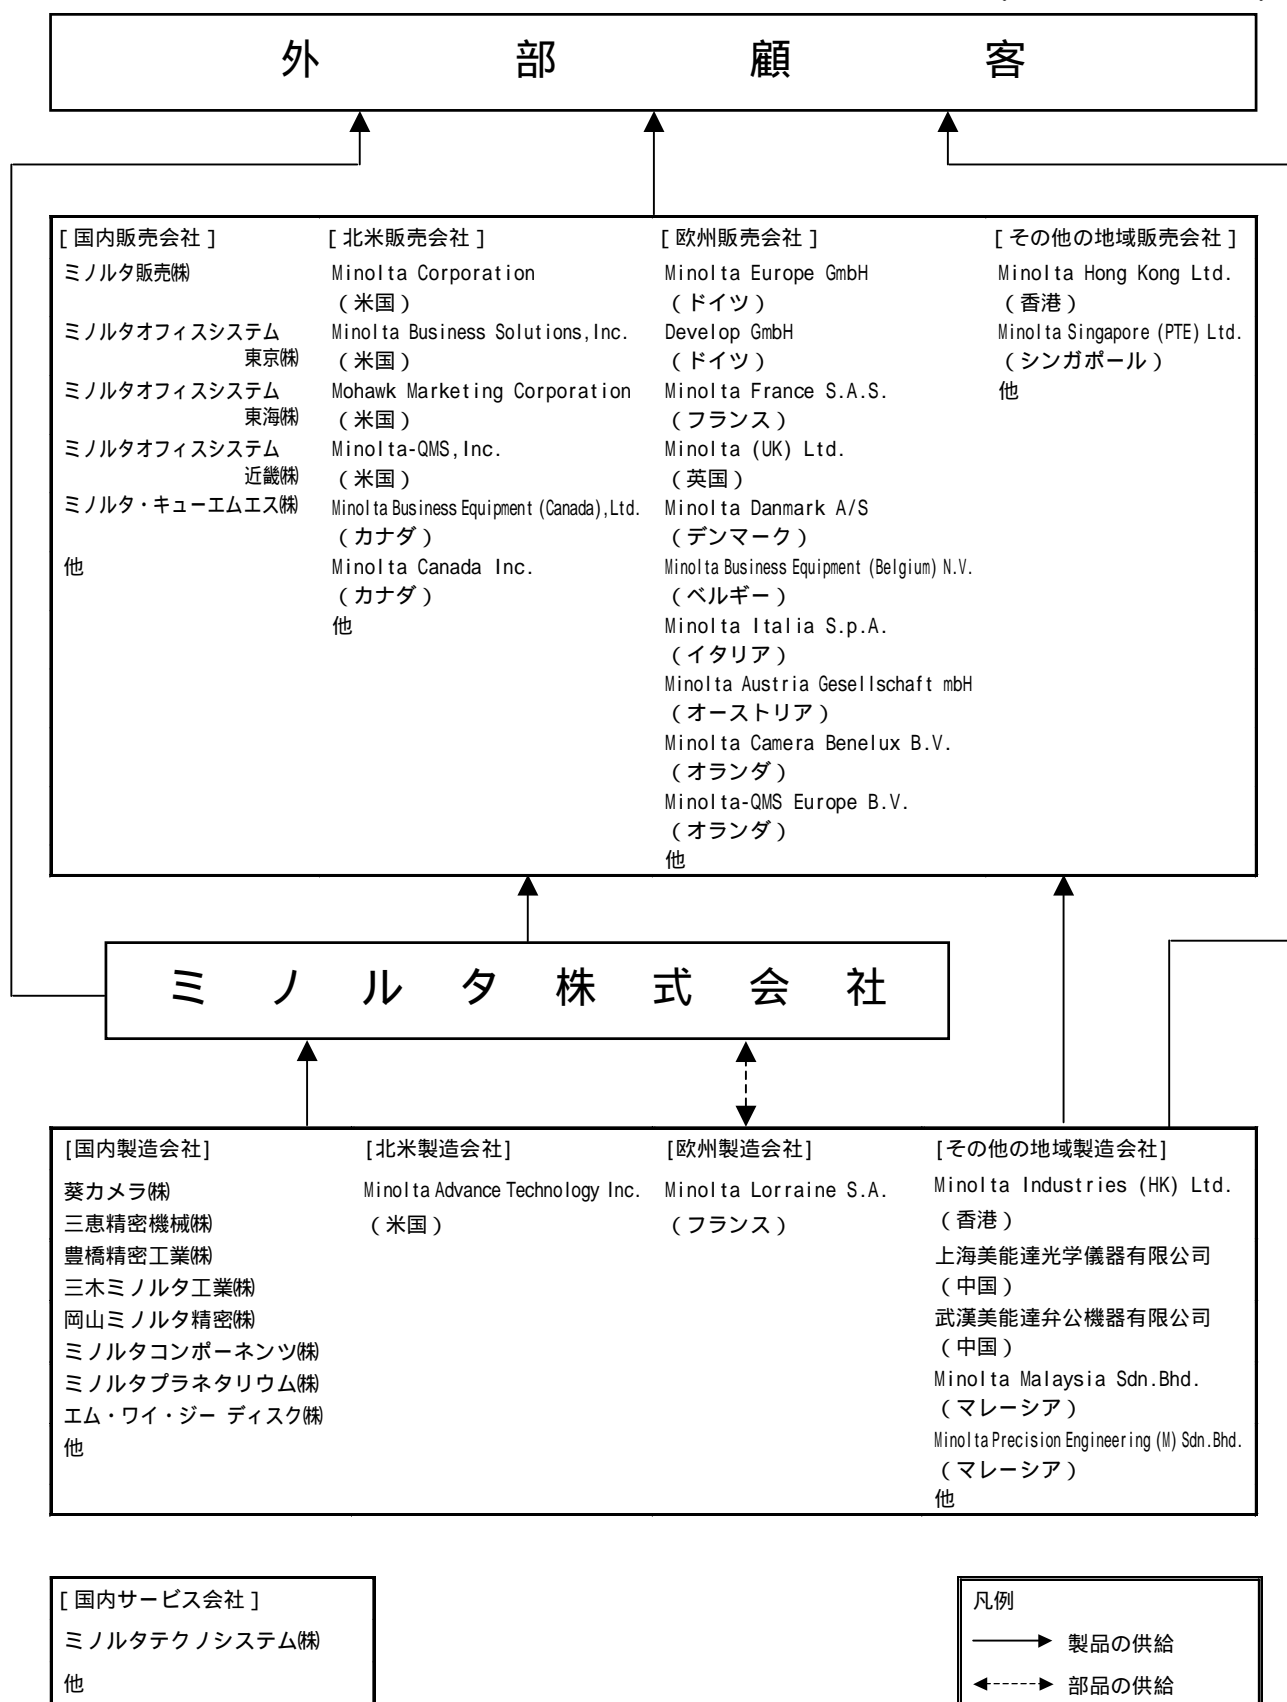 外部顧客
[国内販売会社]
ミノルタ販売㈱
ミノルタオフィスシステム
東京㈱
ミノルタオフィスシステム
東海㈱
ミノルタオフィスシステム
近畿㈱
ミノルタ・キューエムエス㈱
他
[北米販売会社]
Minolta Corporation
(米国)
Minolta Business Solutions,Inc.
(米国)
Mohawk Marketing Corporation
(米国)
Minolta-QMS,Inc.
(米国)
Minolta Business Equipment (Canada),Ltd.
(カナダ)
Minolta Canada Inc.
(カナダ)
他
[欧州販売会社]
Minolta Europe GmbH
(ドイツ)
Develop GmbH
(ドイツ)
Minolta France S.A.S.
(フランス)
Minolta (UK) Ltd.
(英国)
Minolta Danmark A/S
(デンマーク)
Minolta Business Equipment (Belgium) N.V.
(ベルギー)
Minolta Italia S.p.A.
(イタリア)
Minolta Austria Gesellschaft mbH
(オーストリア)
Minolta Camera Benelux B.V.
(オランダ)
Minolta-QMS Europe B.V.
(オランダ)
他
[その他の地域販売会社]
Minolta Hong Kong Ltd.
(香港)
Minolta Singapore (PTE) Ltd.
(シンガポール)
他
ミノルタ株式会社
[国内製造会社]
葵カメラ㈱
三恵精密機械㈱
豊橋精密工業㈱
三木ミノルタ工業㈱
岡山ミノルタ精密㈱
ミノルタコンポーネンツ㈱
ミノルタプラネタリウム㈱
エム・ワイ・ジー ディスク㈱
他
[北米製造会社]
Minolta Advance Technology Inc.
(米国)
[欧州製造会社]
Minolta Lorraine S.A.
(フランス)
[その他の地域製造会社]
Minolta Industries (HK) Ltd.
(香港)
上海美能達光学儀器有限公司
(中国)
武漢美能達弁公機器有限公司
(中国)
Minolta Malaysia Sdn.Bhd.
(マレーシア)
Minolta Precision Engineering (M) Sdn.Bhd.
(マレーシア)
他
[国内サービス会社]
ミノルタテクノシステム㈱
他
凡例
製品の供給
部品の供給